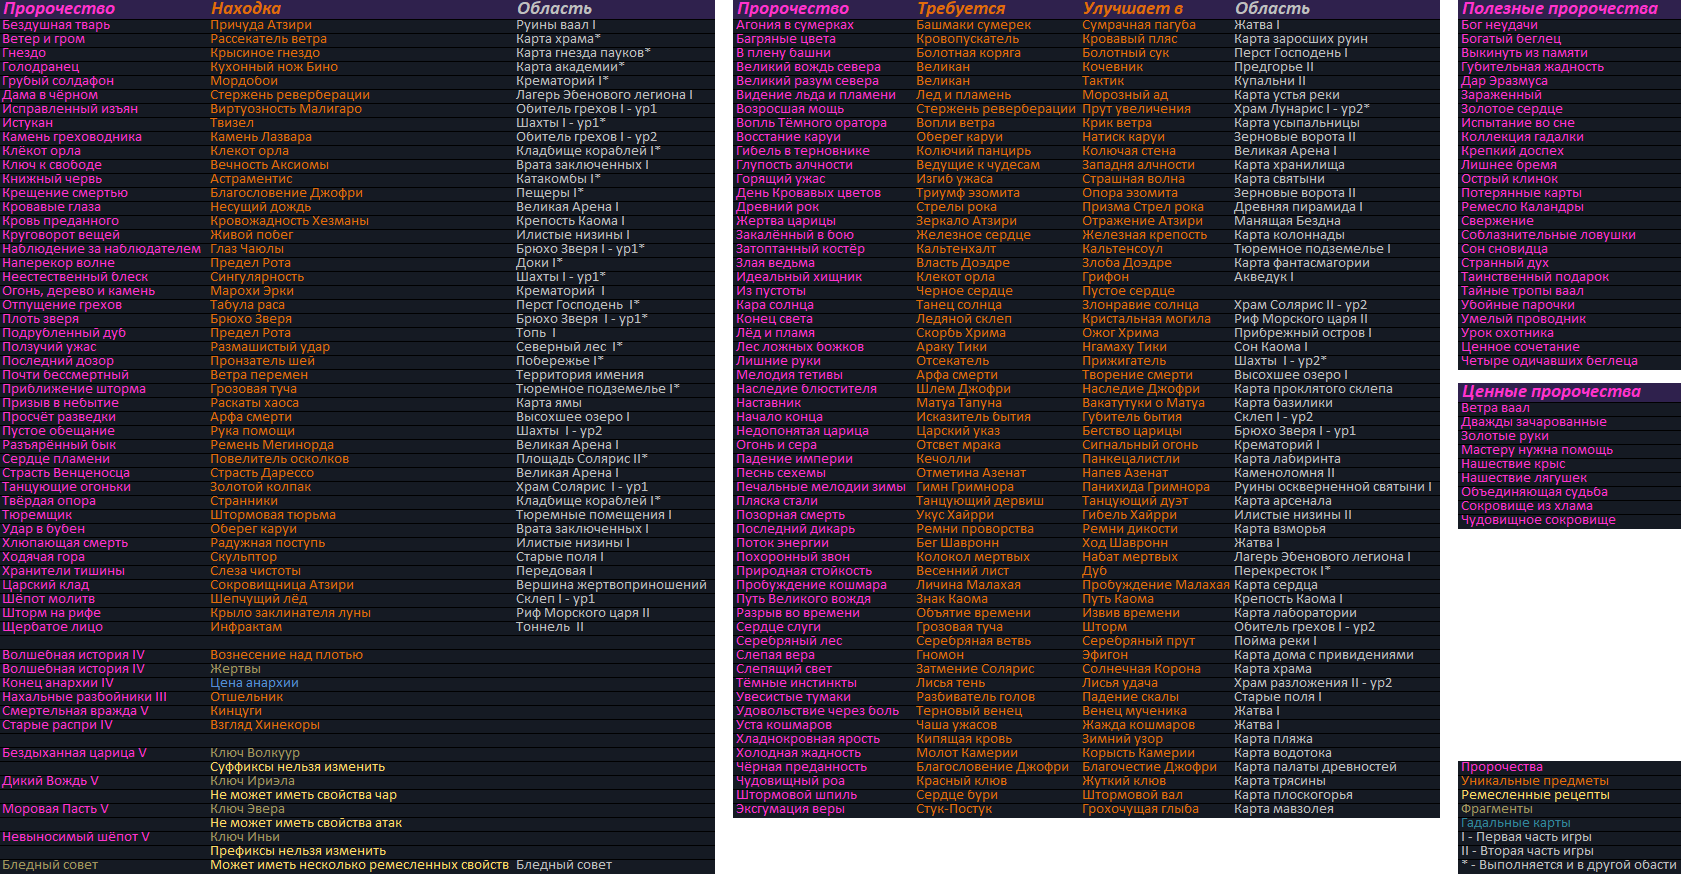 Пророчество Находка Область
Бездушная тварь Причуда Атзири Руины ваал I
Ветер и гром Рассекатель ветра Карта храма*
Гнездо Крысиное гнездо Карта гнезда пауков*
Голодранец Кухонный нож Бино Карта академии*
Грубый солдафон Мордобои Крематорий I*
Дама в чёрном Стержень реверберации Лагерь Эбенового легиона I
Исправленный изъян Виртуозность Малигаро Обитель грехов I - ур1
Истукан Твизел Шахты I - ур1*
Камень греховодника Камень Лазвара Обитель грехов I - ур2
Клёкот орла Клекот орла Кладбище кораблей I*
Ключ к свободе Вечность Аксиомы Врата заключенных I
Книжный червь Астраментис Катакомбы I*
Крещение смертью Благословение Джофри Пещеры I*
Кровавые глаза Несущий дождь Великая Арена I
Кровь преданного Кровожадность Хезманы Крепость Каома I
Круговорот вещей Живой побег Илистые низины I
Наблюдение за наблюдателем Глаз Чаюлы Брюхо Зверя I - ур1*
Наперекор волне Предел Рота Доки I*
Неестественный блеск Сингулярность Шахты I - ур1*
Огонь, дерево и камень Марохи Эрки Крематорий I
Отпущение грехов Табула раса Перст Господень I*
Плоть зверя Брюхо Зверя Брюхо Зверя I - ур1*
Подрубленный дуб Предел Рота Топь I
Ползучий ужас Размашистый удар Северный лес I*
Последний дозор Пронзатель шей Побережье I*
Почти бессмертный Ветра перемен Территория имения
Приближение шторма Грозовая туча Тюремное подземелье I*
Призыв в небытие Раскаты хаоса Карта ямы
Просчёт разведки Арфа смерти Высохшее озеро I
Пустое обещание Рука помощи Шахты I - ур2
Разъярённый бык Ремень Мегинорда Великая Арена I
Сердце пламени Повелитель осколков Площадь Солярис II*
Страсть Венценосца Страсть Дарессо Великая Арена I
Танцующие огоньки Золотой колпак Храм Солярис I - ур1
Твёрдая опора Странники Кладбище кораблей I*
Тюремщик Штормовая тюрьма Тюремные помещения I
Удар в бубен Оберег каруи Врата заключенных I
Хлюпающая смерть Радужная поступь Илистые низины I
Ходячая гора Скульптор Старые поля I
Хранители тишины Слеза чистоты Передовая I
Царский клад Сокровищница Атзири Вершина жертвоприношений
Шёпот молитв Шепчущий лёд Склеп I - ур1
Шторм на рифе Крыло заклинателя луны Риф Морского царя II
Щербатое лицо Инфрактам Тоннель II
Волшебная история IV Вознесение над плотью
Волшебная история IV Жертвы
Конец анархии IV Цена анархии
Нахальные разбойники III Отшельник
Смертельная вражда V Кинцуги
Старые распри IV Взгляд Хинекоры
Бездыханная царица V Ключ Волкуур
Суффиксы нельзя изменить
Дикий Вождь V Ключ Ириэла
Не может иметь свойства чар
Моровая Пасть V Ключ Эвера
Не может иметь свойства атак
Невыносимый шёпот V Ключ Иньи
Префиксы нельзя изменить
Бледный совет Может иметь несколько ремесленных свойств Бледный совет
Пророчество Требуется Улучшает в Область
Агония в сумерках Башмаки сумерек Сумрачная пагуба Жатва I
Багряные цвета Кровопускатель Кровавый пляс Карта заросших руин
В плену башни Болотная коряга Болотный сук Перст Господень I
Великий вождь севера Великан Кочевник Предгорье II
Великий разум севера Великан Тактик Купальни II
Видение льда и пламени Лед и пламень Морозный ад Карта устья реки
Возросшая мощь Стержень реверберации Прут увеличения Храм Лунарис I - ур2*
Вопль Тёмного оратора Вопли ветра Крик ветра Карта усыпальницы
Восстание каруи Оберег каруи Натиск каруи Зерновые ворота II
Гибель в терновнике Колючий панцирь Колючая стена Великая Арена I
Глупость алчности Ведущие к чудесам Западня алчности Карта хранилища
Горящий ужас Изгиб ужаса Страшная волна Карта святыни
День Кровавых цветов Триумф эзомита Опора эзомита Зерновые ворота II
Древний рок Стрелы рока Призма Стрел рока Древняя пирамида I
Жертва царицы Зеркало Атзири Отражение Атзири Манящая Бездна
Закалённый в бою Железное сердце Железная крепость Карта колоннады
Затоптанный костёр Кальтенхалт Кальтенсоул Тюремное подземелье I
Злая ведьма Власть Доэдре Злоба Доэдре Карта фантасмагории
Идеальный хищник Клекот орла Грифон Акведук I
Из пустоты Черное сердце Пустое сердце
Кара солнца Танец солнца Злонравие солнца Храм Солярис II - ур2
Конец света Ледяной склеп Кристальная могила Риф Морского царя II
Лёд и пламя Скорбь Хрима Ожог Хрима Прибрежный остров I
Лес ложных божков Араку Тики Нгамаху Тики Сон Каома I
Лишние руки Отсекатель Прижигатель Шахты I - ур2*
Мелодия тетивы Арфа смерти Творение смерти Высохшее озеро I
Наследие блюстителя Шлем Джофри Наследие Джофри Карта проклятого склепа
Наставник Матуа Тапуна Вакатутуки о Матуа Карта базилики
Начало конца Исказитель бытия Губитель бытия Склеп I - ур2
Недопонятая царица Царский указ Бегство царицы Брюхо Зверя I - ур1
Огонь и сера Отсвет мрака Сигнальный огонь Крематорий I
Падение империи Кечолли Панкецалистли Карта лабиринта
Песнь сехемы Отметина Азенат Напев Азенат Каменоломня II
Печальные мелодии зимы Гимн Гримнора Панихида Гримнора Руины оскверненной святыни I
Пляска стали Танцующий дервиш Танцующий дуэт Карта арсенала
Позорная смерть Укус Хайрри Гибель Хайрри Илистые низины II
Последний дикарь Ремни проворства Ремни дикости Карта взморья
Поток энергии Бег Шавронн Ход Шавронн Жатва I
Похоронный звон Колокол мертвых Набат мертвых Лагерь Эбенового легиона I
Природная стойкость Весенний лист Дуб Перекресток I*
Пробуждение кошмара Личина Малахая Пробуждение Малахая Карта сердца
Путь Великого вождя Знак Каома Путь Каома Крепость Каома I
Разрыв во времени Объятие времени Извив времени Карта лаборатории
Сердце слуги Грозовая туча Шторм Обитель грехов I - ур2
Серебряный лес Серебряная ветвь Серебряный прут Пойма реки I
Слепая вера Гномон Эфигон Карта дома с привидениями
Слепящий свет Затмение Солярис Солнечная Корона Карта храма
Тёмные инстинкты Лисья тень Лисья удача Храм разложения II - ур2
Увесистые тумаки Разбиватель голов Падение скалы Старые поля I
Удовольствие через боль Терновый венец Венец мученика Жатва I
Уста кошмаров Чаша ужасов Жажда кошмаров Жатва I
Хладнокровная ярость Кипящая кровь Зимний узор Карта пляжа
Холодная жадность Молот Камерии Корысть Камерии Карта водотока
Чёрная преданность Благословение Джофри Благочестие Джофри Карта палаты древностей
Чудовищный роа Красный клюв Жуткий клюв Карта трясины
Штормовой шпиль Сердце бури Штормовой вал Карта плоскогорья
Эксгумация веры Стук-Постук Грохочущая глыба Карта мавзолея
Полезные пророчества
Бог неудачи
Богатый беглец
Выкинуть из памяти
Губительная жадность
Дар Эразмуса
Зараженный
Золотое сердце
Испытание во сне
Коллекция гадалки
Крепкий доспех
Лишнее бремя
Острый клинок
Потерянные карты
Ремесло Каландры
Свержение
Соблазнительные ловушки
Сон сновидца
Странный дух
Таинственный подарок
Тайные тропы ваал
Убойные парочки
Умелый проводник
Урок охотника
Ценное сочетание
Четыре одичавших беглеца
Ценные пророчества
Ветра ваал
Дважды зачарованные
Золотые руки
Мастеру нужна помощь
Нашествие крыс
Нашествие лягушек
Объединяющая судьба
Сокровище из хлама
Чудовищное сокровище
Пророчества
Уникальные предметы
Ремесленные рецепты
Фрагменты
Гадальные карты
I - Первая часть игры
II - Вторая часть игры
* - Выполняется и в другой обасти